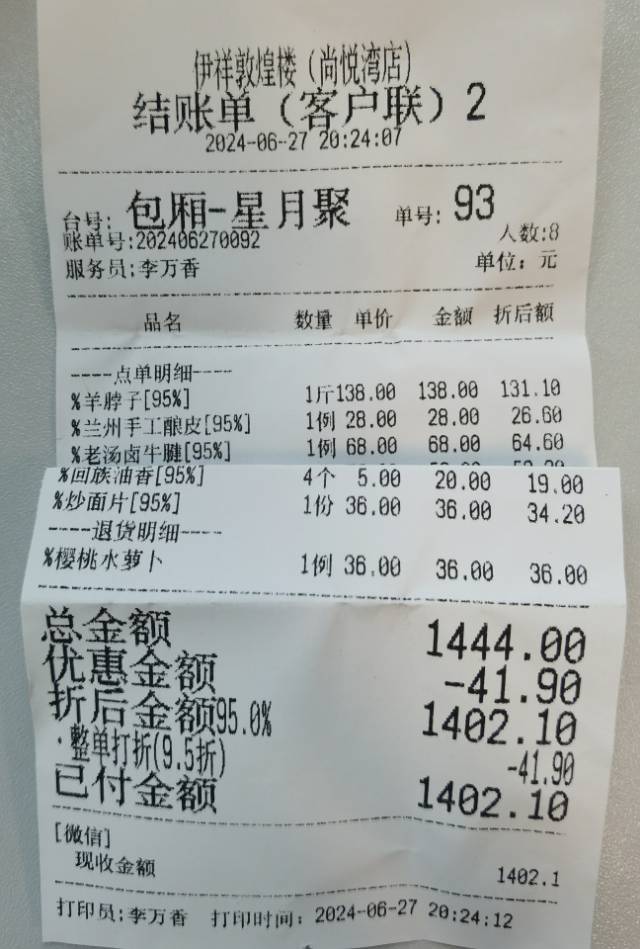 伊祥敦煌楼（尚悦湾店）
结账单（客户联）2
2024-06-27 20:24:07
台号: 包厢-星月聚 单号: 93
账单号:202406270092 人数:8
服务员:李万香 单位: 元
品名 数量 单价 金额 折后额
----点单明细----
%羊脖子[95%] 1斤138.00 138.00 131.10
%兰州手工酿皮[95%] 1例 28.00 28.00 26.60
%老汤卤牛腱[95%] 1例 68.00 68.00 64.60
%回族油香[95%] 4个 5.00 20.00 19.00
%炒面片[95%] 1份 36.00 36.00 34.20
----退货明细----
%樱桃水萝卜 1例 36.00 36.00 36.00
总金额 1444.00
优惠金额 -41.90
折后金额95.0% 1402.10
·整单打折(9.5折) -41.90
已付金额 1402.10
[微信]
现收金额 1402.1
打印员:李万香 打印时间: 2024-06-27 20:24:12